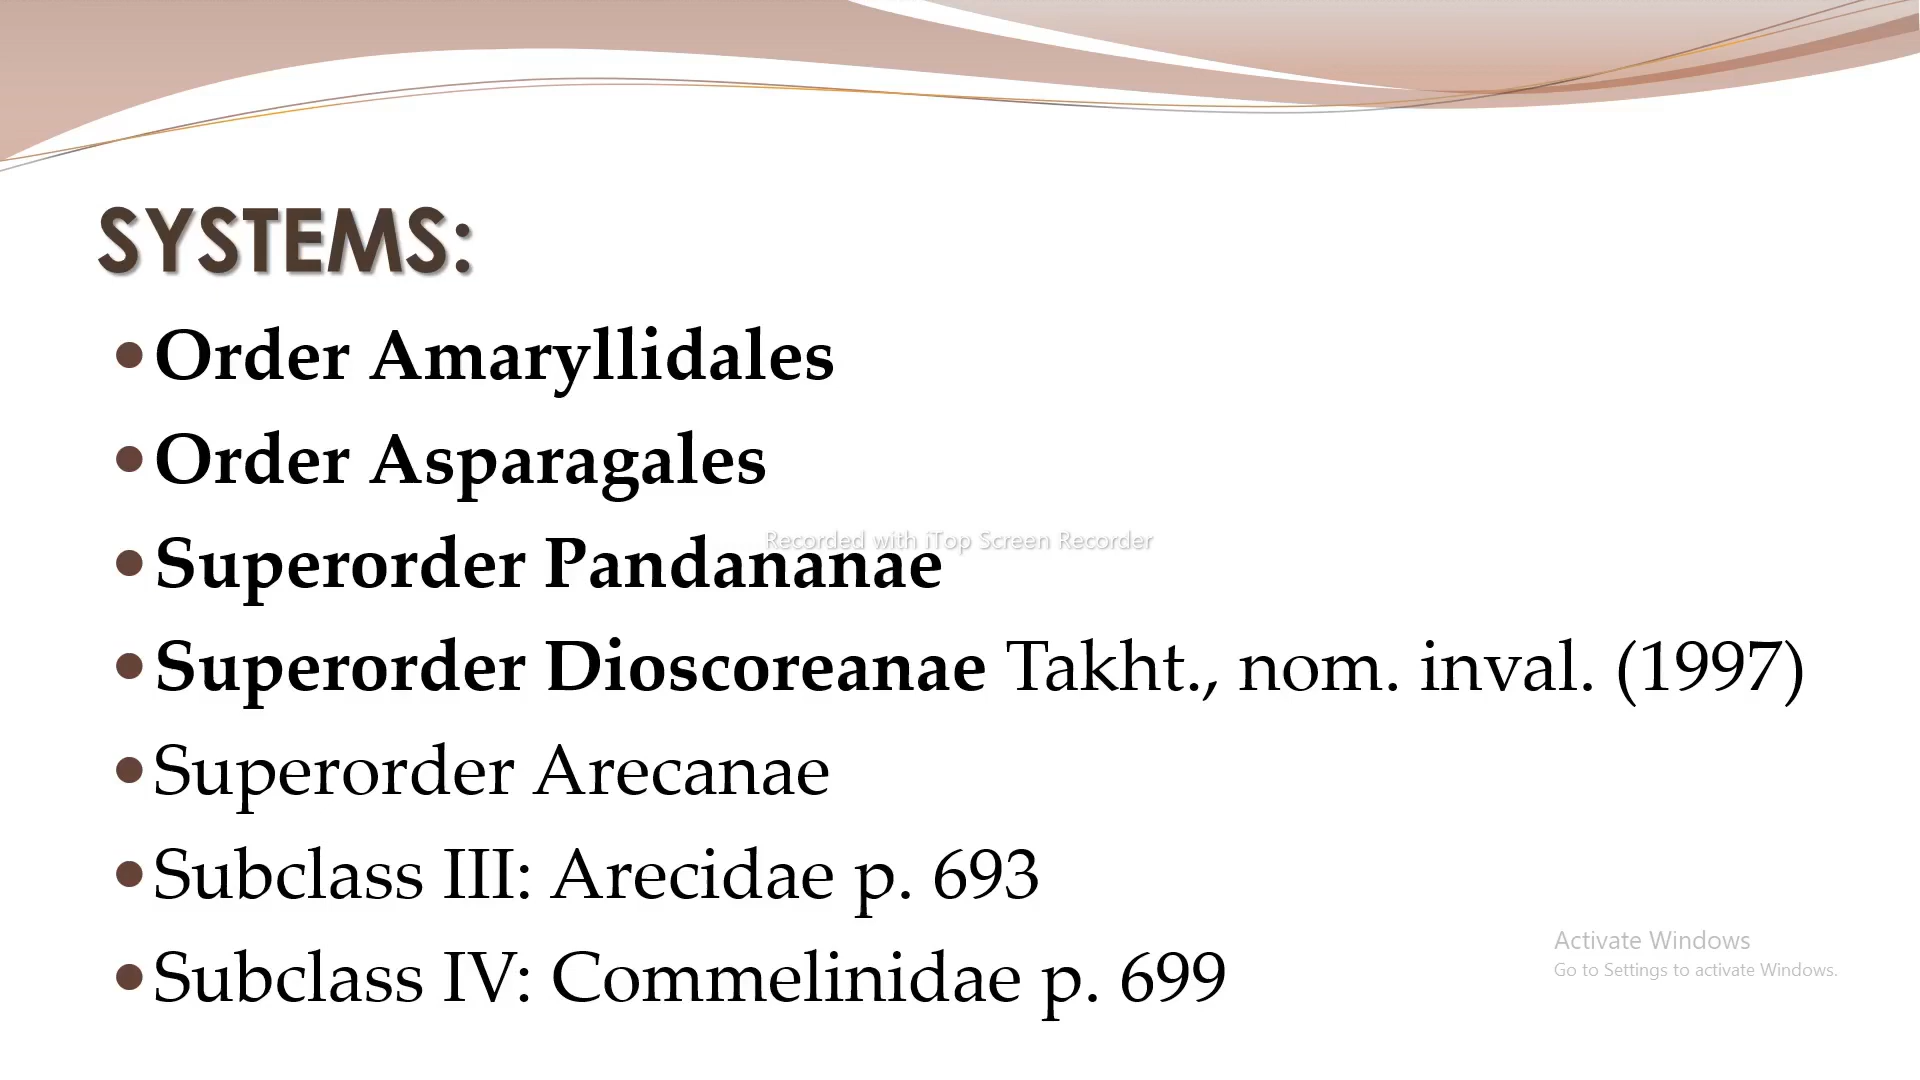 SYSTEMS:
• Order Amaryllidales
• Order Asparagales
Recorded with iTop Screen Recorder
• Superorder Pandananae
• Superorder Dioscoreanae Takht., nom. inval. (1997)
• Superorder Arecanae
• Subclass III: Arecidae p. 693
• Subclass IV: Commelinidae p. 699
Activate Windows
Go to Settings to activate Windows.